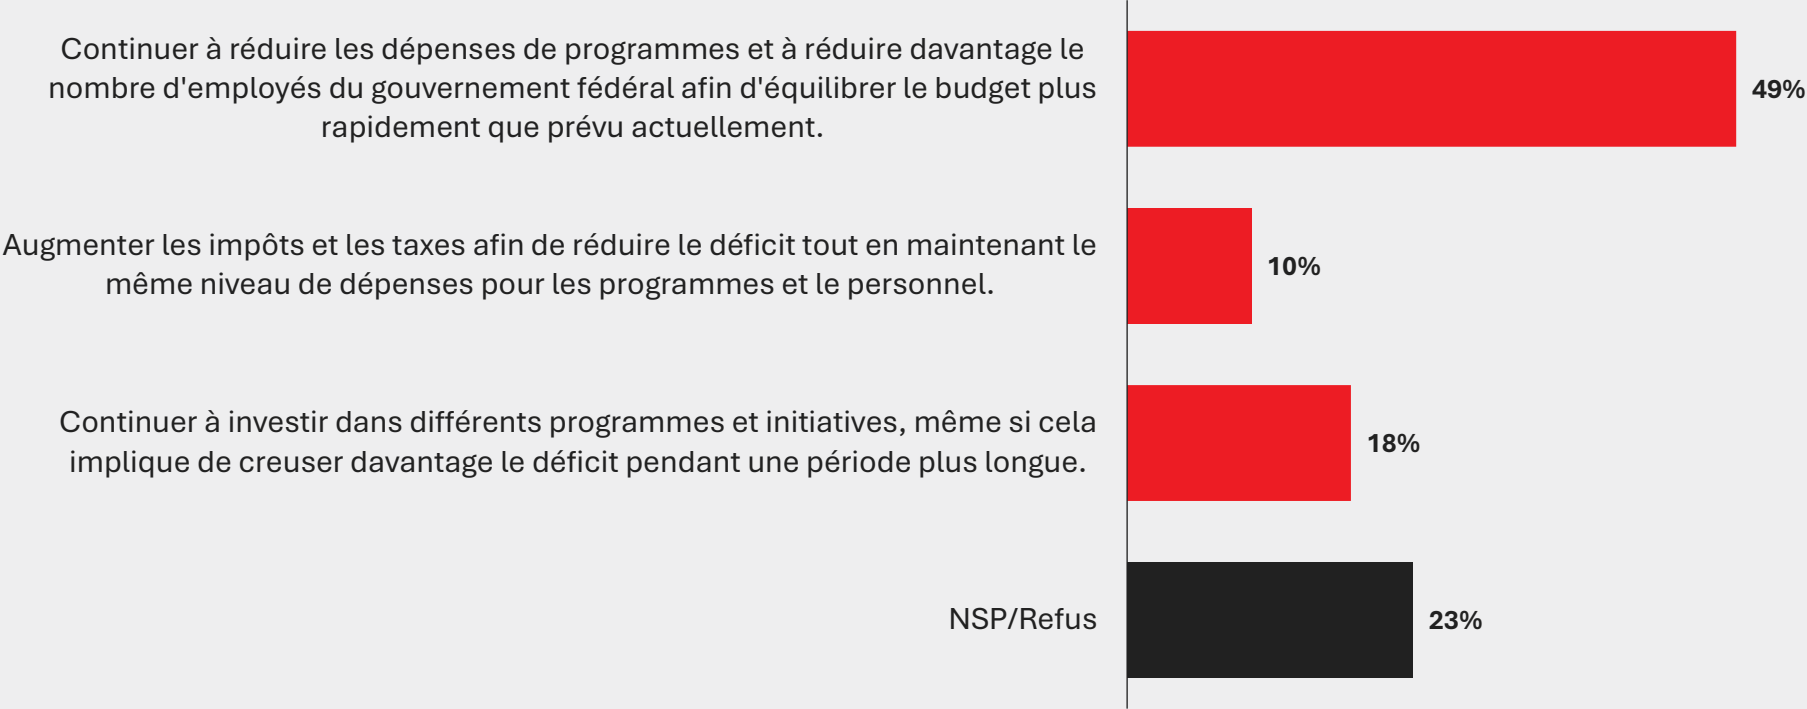 Continuer à réduire les dépenses de programmes et à réduire davantage le
nombre d'employés du gouvernement fédéral afin d'équilibrer le budget plus
rapidement que prévu actuellement.
49%
Augmenter les impôts et les taxes afin de réduire le déficit tout en maintenant le
même niveau de dépenses pour les programmes et le personnel.
10%
Continuer à investir dans différents programmes et initiatives, même si cela
implique de creuser davantage le déficit pendant une période plus longue.
18%
NSP/Refus
23%